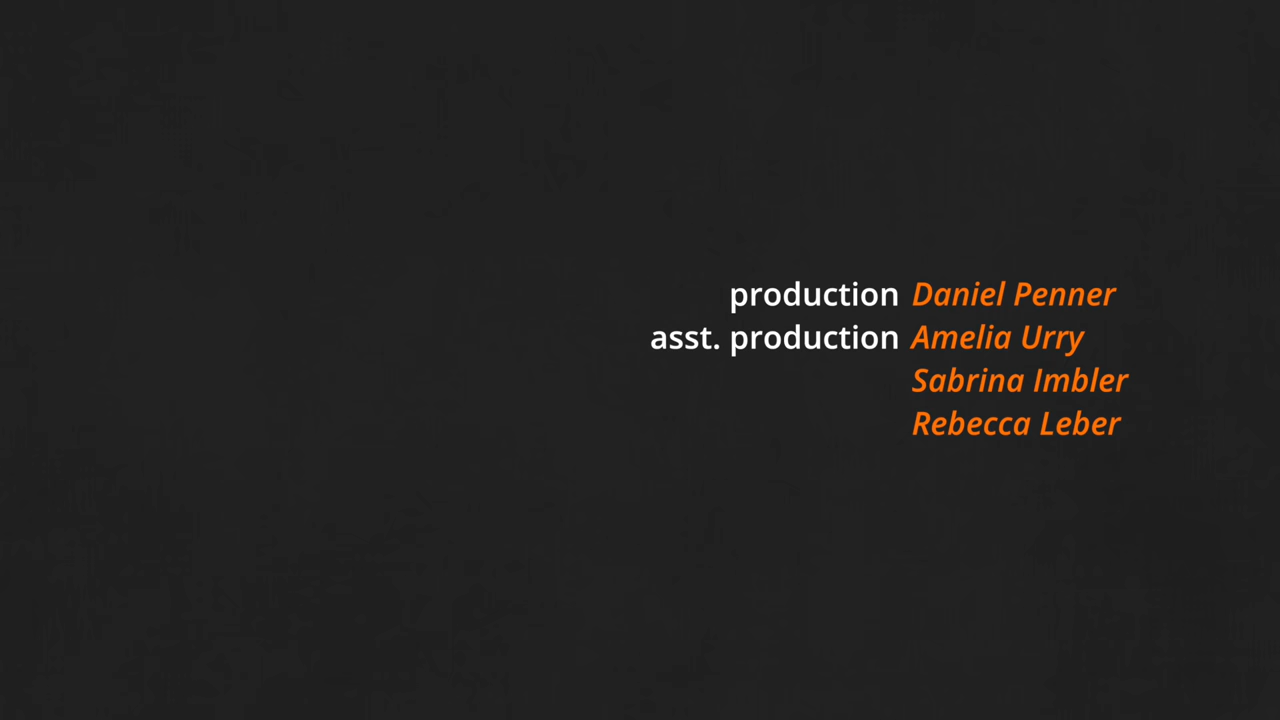 production Daniel Penner
asst. production Amelia Urry
Sabrina Imbler
Rebecca Leber